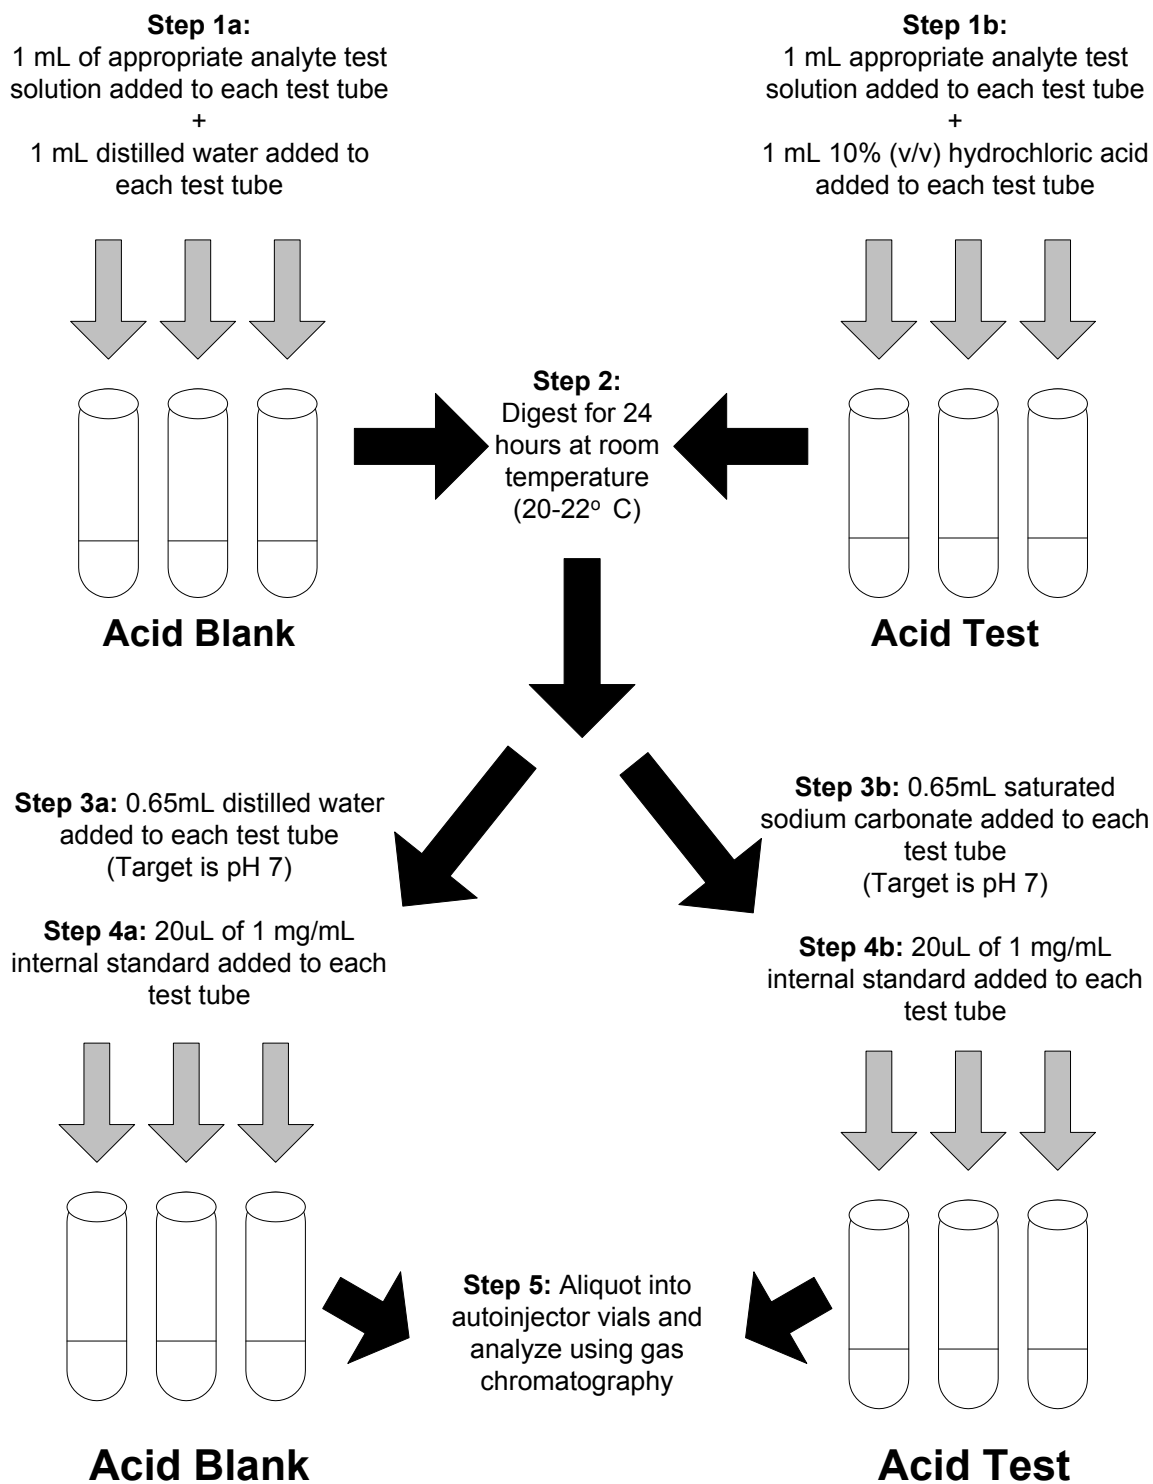 Step 1a:
1 mL of appropriate analyte test
solution added to each test tube
+
1 mL distilled water added to
each test tube
Step 1b:
1 mL appropriate analyte test
solution added to each test tube
+
1 mL 10% (v/v) hydrochloric acid
added to each test tube
Step 2:
Digest for 24
hours at room
temperature
(20-22º C)
Acid Blank
Acid Test
Step 3a: 0.65mL distilled water
added to each test tube
(Target is pH 7)
Step 4a: 20uL of 1 mg/mL
internal standard added to each
test tube
Step 3b: 0.65mL saturated
sodium carbonate added to each
test tube
(Target is pH 7)
Step 4b: 20uL of 1 mg/mL
internal standard added to each
test tube
Step 5: Aliquot into
autoinjector vials and
analyze using gas
chromatography
Acid Blank
Acid Test